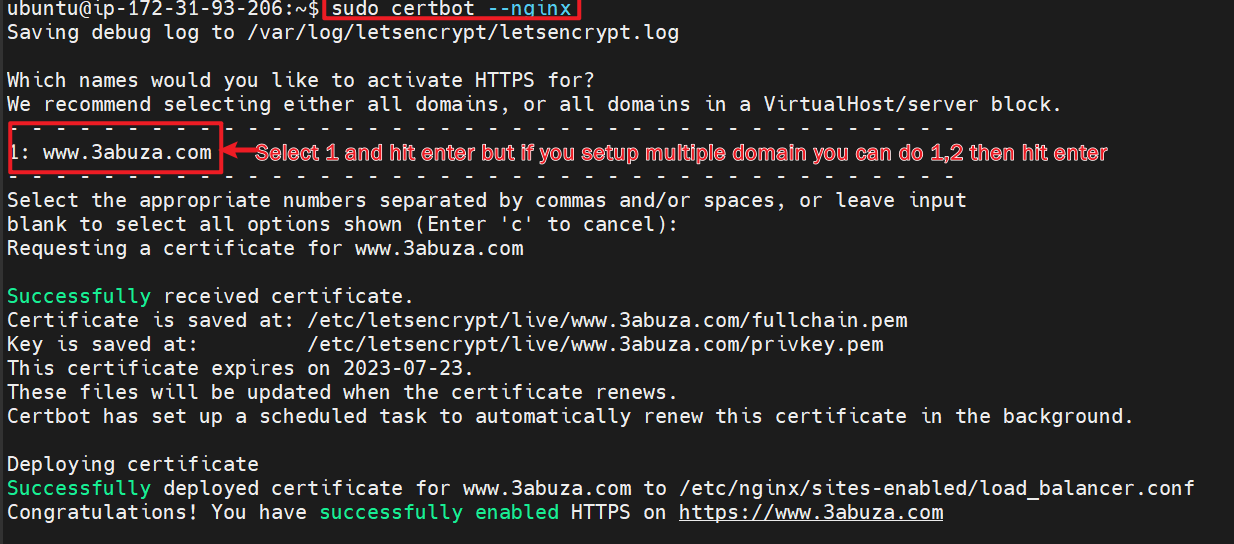 ubuntu@ip-172-31-93-206:~$ sudo certbot --nginx
Saving debug log to /var/log/letsencrypt/letsencrypt.log
Which names would you like to activate HTTPS for?
We recommend selecting either all domains, or all domains in a VirtualHost/server block.
- - - - - - - - - - - - - - - - - - - - - - - - - - - - - - - - - - - - - - - -
1: www.3abuza.com Select 1 and hit enter but if you setup multiple domain you can do 1,2 then hit enter
- - - - - - - - - - - - - - - - - - - - - - - - - - - - - - - - - - - - - - - -
Select the appropriate numbers separated by commas and/or spaces, or leave input
blank to select all options shown (Enter 'c' to cancel):
Requesting a certificate for www.3abuza.com
Successfully received certificate.
Certificate is saved at: /etc/letsencrypt/live/www.3abuza.com/fullchain.pem
Key is saved at:         /etc/letsencrypt/live/www.3abuza.com/privkey.pem
This certificate expires on 2023-07-23.
These files will be updated when the certificate renews.
Certbot has set up a scheduled task to automatically renew this certificate in the background.
Deploying certificate
Successfully deployed certificate for www.3abuza.com to /etc/nginx/sites-enabled/load_balancer.conf
Congratulations! You have successfully enabled HTTPS on https://www.3abuza.com